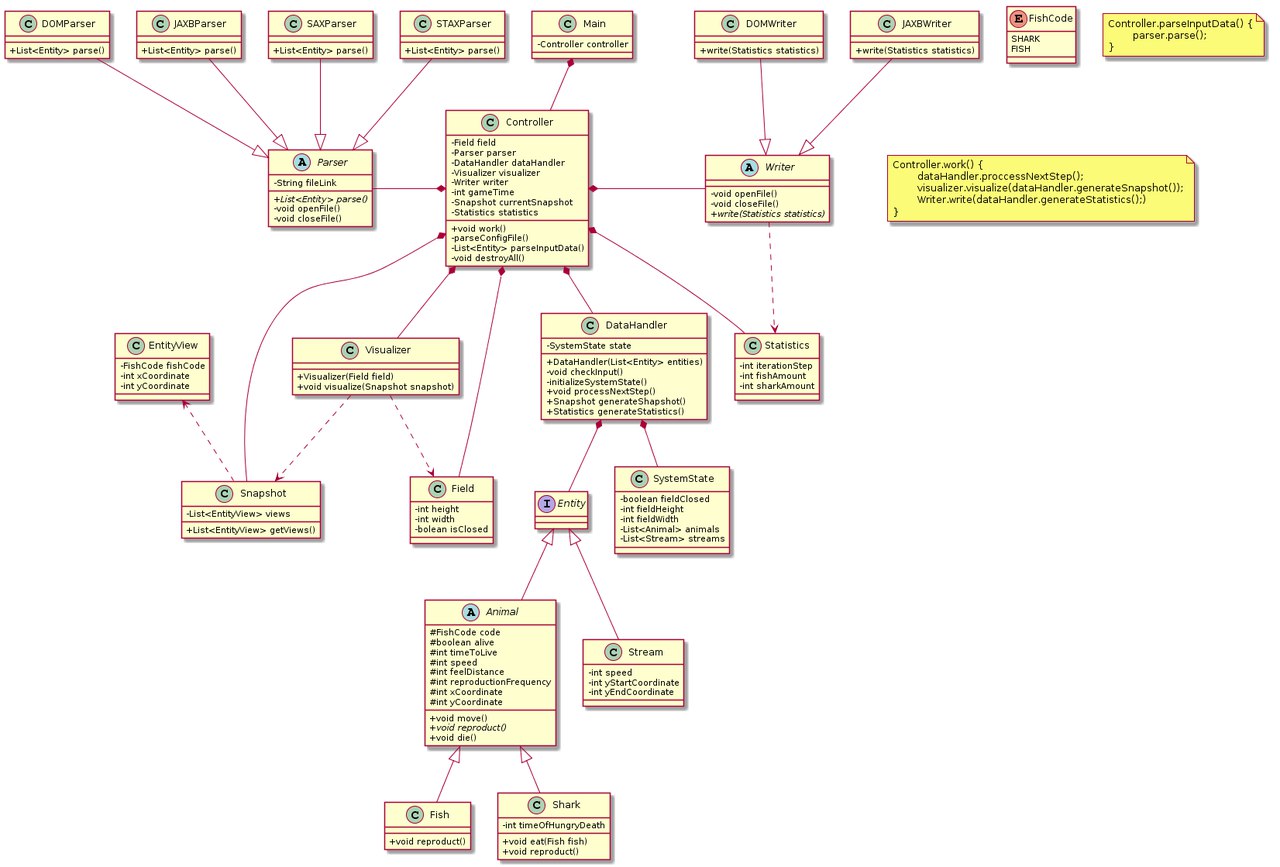 C DOMParser
+List<Entity> parse()
C JAXBParser
+List<Entity> parse()
C SAXParser
+List<Entity> parse()
C STAXParser
+List<Entity> parse()
C Main
-Controller controller
C DOMWriter
+write(Statistics statistics)
C JAXBWriter
+write(Statistics statistics)
E FishCode
SHARK
FISH
Controller.parseInputData() {
parser.parse();
}
C Controller
-Field field
-Parser parser
-DataHandler dataHandler
-Visualizer visualizer
-Writer writer
-int gameTime
-Snapshot currentSnapshot
-Statistics statistics
+void work()
-parseConfigFile()
-List<Entity> parseInputData()
-void destroyAll()
A Parser
-String fileLink
+List<Entity> parse()
-void openFile()
-void closeFile()
A Writer
-void openFile()
-void closeFile()
+write(Statistics statistics)
Controller.work() {
dataHandler.proccessNextStep();
visualizer.visualize(dataHandler.generateSnapshot());
Writer.write(dataHandler.generateStatistics();)
}
C EntityView
-FishCode fishCode
-int xCoordinate
-int yCoordinate
C Visualizer
+Visualizer(Field field)
+void visualize(Snapshot snapshot)
C DataHandler
-SystemState state
+DataHandler(List<Entity> entities)
-void checkInput()
-initializeSystemState()
+void processNextStep()
+Snapshot generateShapshot()
+Statistics generateStatistics()
C Statistics
-int iterationStep
-int fishAmount
-int sharkAmount
C Snapshot
-List<EntityView> views
+List<EntityView> getViews()
C Field
-int height
-int width
-bolean isClosed
I Entity
C SystemState
-boolean fieldClosed
-int fieldHeight
-int fieldWidth
-List<Animal> animals
-List<Stream> streams
A Animal
#FishCode code
#boolean alive
#int timeToLive
#int speed
#int feelDistance
#int reproductionFrequency
#int xCoordinate
#int yCoordinate
+void move()
+void reproduct()
+void die()
C Stream
-int speed
-int yStartCoordinate
-int yEndCoordinate
C Fish
+void reproduct()
C Shark
-int timeOfHungryDeath
+void eat(Fish fish)
+void reproduct()